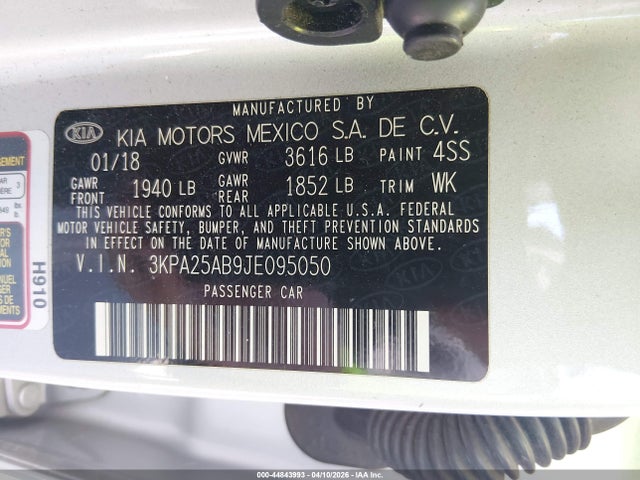 MANUFACTURED BY
KIA KIA MOTORS MEXICO S.A. DE C.V.
01/18 GVWR 3616 LB PAINT 4SS
GAWR FRONT 1940 LB GAWR REAR 1852 LB TRIM WK
THIS VEHICLE CONFORMS TO ALL APPLICABLE U.S.A. FEDERAL
MOTOR VEHICLE SAFETY, BUMPER, AND THEFT PREVENTION STANDARDS
IN EFFECT ON THE DATE OF MANUFACTURE SHOWN ABOVE.
V.I.N. 3KPA25AB9JE095050
PASSENGER CAR
H910
000-44843993 - 04/10/2026 - IAA Inc.